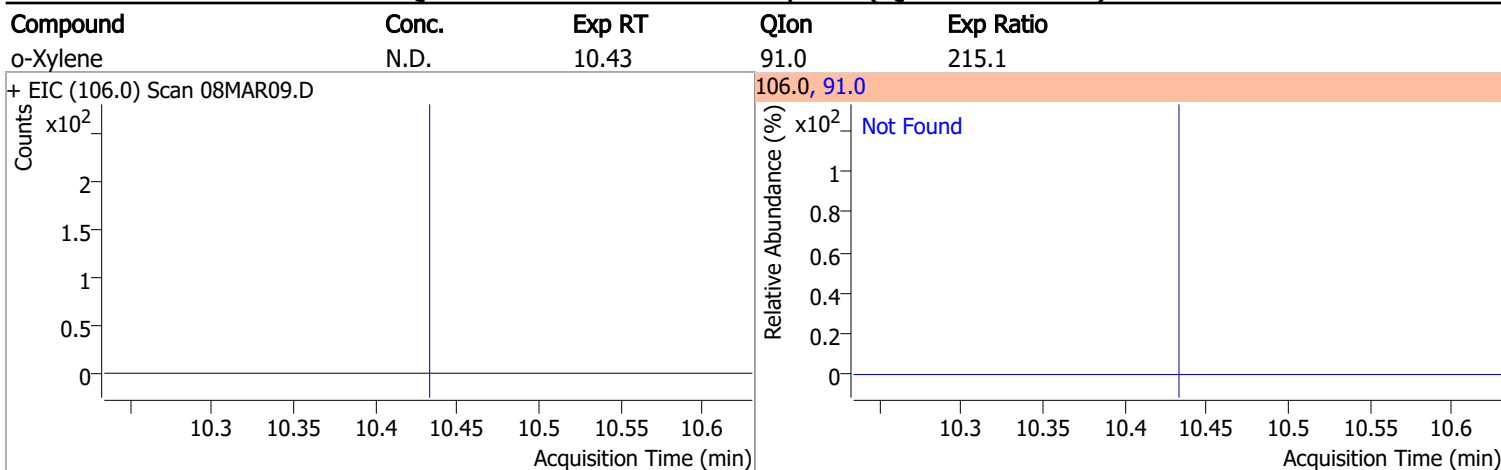 Compound Conc. Exp RT QIon Exp Ratio
o-Xylene N.D. 10.43 91.0 215.1
+ EIC (106.0) Scan 08MAR09.D
Counts
x10²
2
1.5
1
0.5
0
10.3 10.35 10.4 10.45 10.5 10.55 10.6
Acquisition Time (min)
106.0, 91.0
Relative Abundance (%)
x10²
Not Found
1
0.8
0.6
0.4
0.2
0
10.3 10.35 10.4 10.45 10.5 10.55 10.6
Acquisition Time (min)